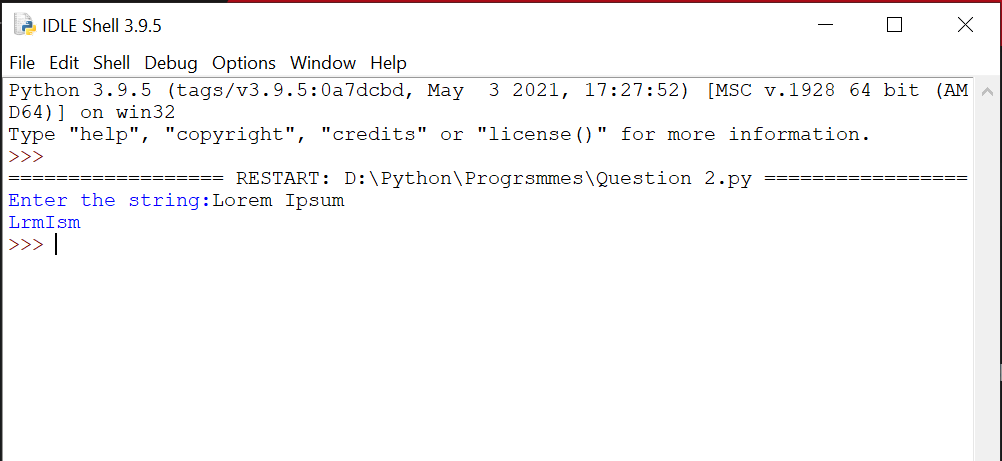 IDLE Shell 3.9.5
File Edit Shell Debug Options Window Help
Python 3.9.5 (tags/v3.9.5:0a7dcbd, May  3 2021, 17:27:52) [MSC v.1928 64 bit (AM
D64)] on win32
Type "help", "copyright", "credits" or "license()" for more information.
>>>
================== RESTART: D:\Python\Progrsmmes\Question 2.py =================
Enter the string:Lorem Ipsum
LrmIsm
>>>